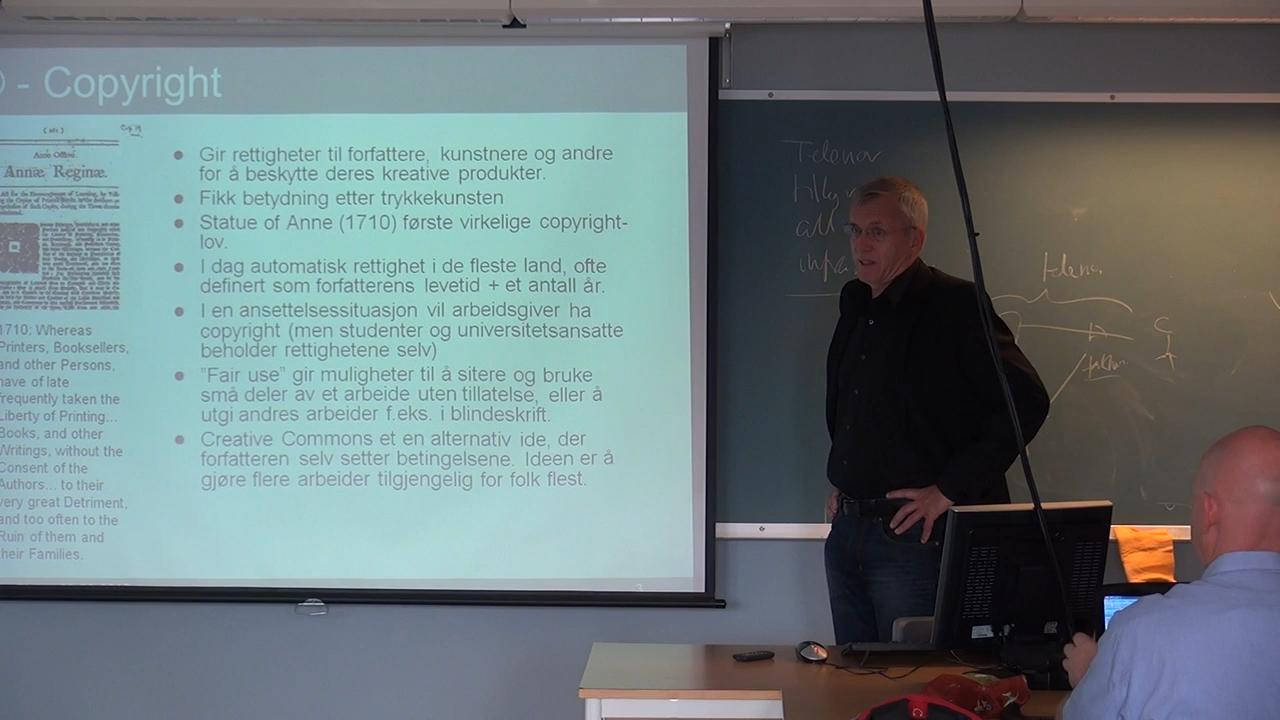 - Copyright
Anne Regine.
1710: Whereas
Printers, Booksellers,
and other Persons,
have of late
frequently taken the
Liberty of Printing...
Books, and other
Writings, without the
Consent of the
Authors... to their
very great Detriment,
and too often to the
Ruin of them and
their Families.
• Gir rettigheter til forfattere, kunstnere og andre
for å beskytte deres kreative produkter.
• Fikk betydning etter trykkekunsten
• Statue of Anne (1710) første virkelige copyright-
lov.
• I dag automatisk rettighet i de fleste land, ofte
definert som forfatterens levetid + et antall år.
• I en ansettelsessituasjon vil arbeidsgiver ha
copyright (men studenter og universitetsansatte
beholder rettighetene selv)
• ”Fair use” gir muligheter til å sitere og bruke
små deler av et arbeide uten tillatelse, eller å
utgi andres arbeider f.eks. i blindeskrift.
• Creative Commons et en alternativ ide, der
forfatteren selv setter betingelsene. Ideen er å
gjøre flere arbeider tilgjengelig for folk flest.
Telenor
all
telenor
C